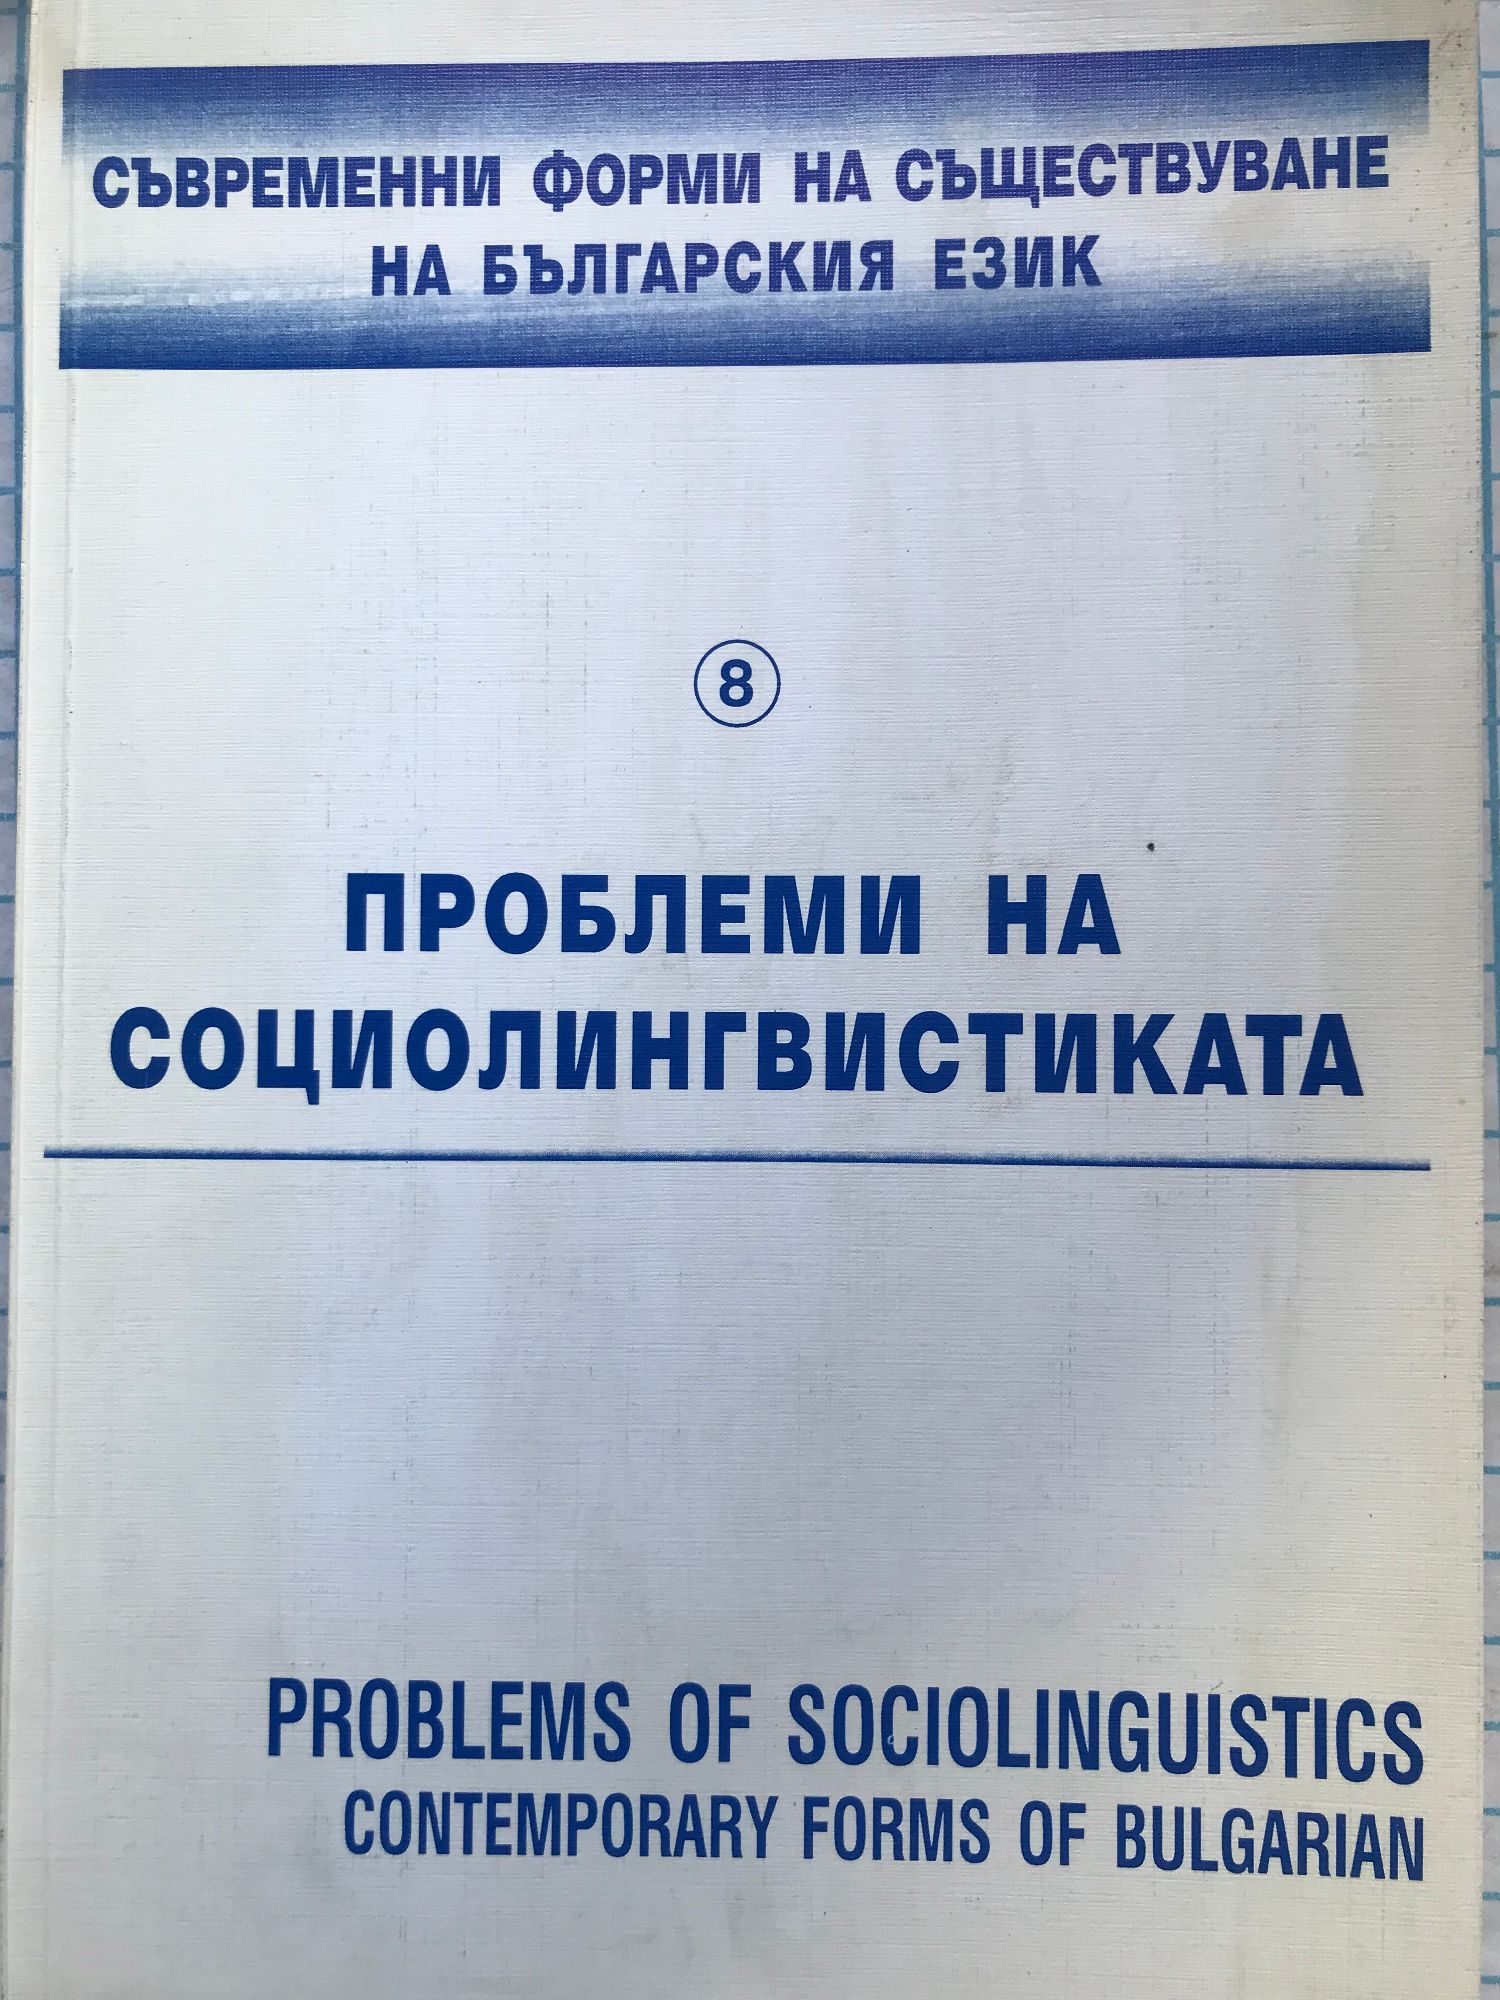 СЪВРЕМЕННИ ФОРМИ НА СЪЩЕСТВУВАНЕ
НА БЪЛГАРСКИЯ ЕЗИК
8
ПРОБЛЕМИ НА
СОЦИОЛИНГВИСТИКАТА
PROBLEMS OF SOCIOLINGUISTICS
CONTEMPORARY FORMS OF BULGARIAN